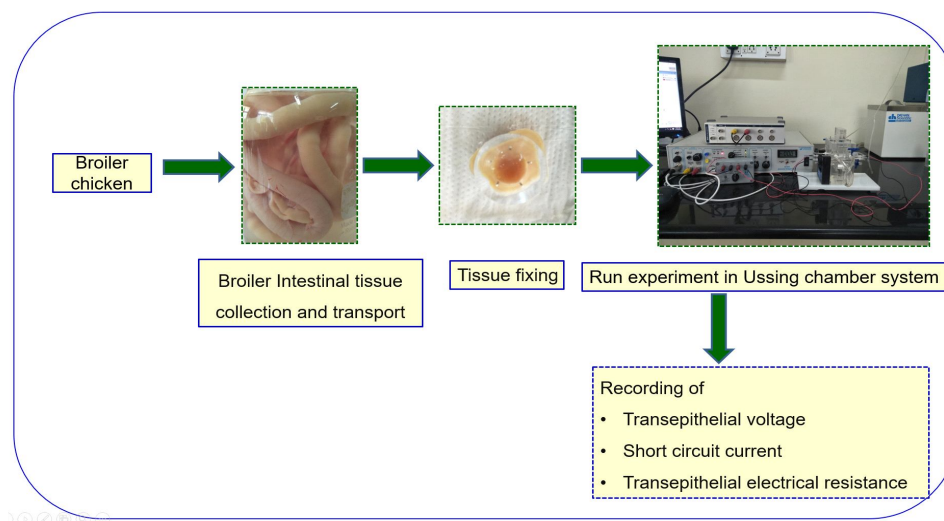 Broiler
chicken
Broiler Intestinal tissue
collection and transport
Tissue fixing
Run experiment in Ussing chamber system
Recording of
• Transepithelial voltage
• Short circuit current
• Transepithelial electrical resistance